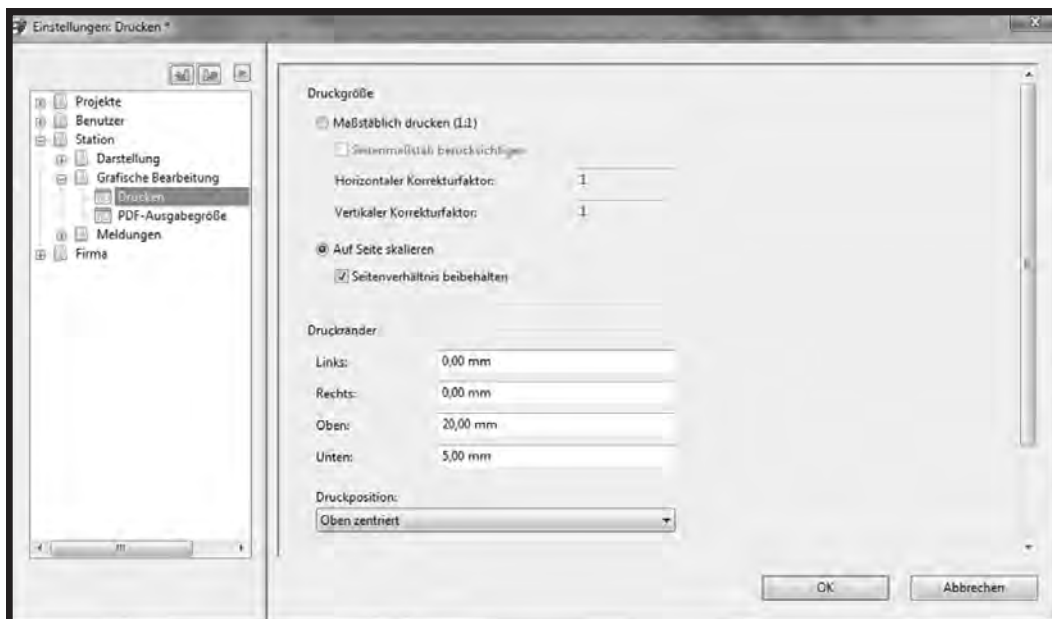 Einstellungen: Drucken *
Projekte
Benutzer
Station
Darstellung
Grafische Bearbeitung
Drucken
PDF-Ausgabegröße
Meldungen
Firma
Druckgröße
Maßstäblich drucken (1:1)
Seitenmaßstab berücksichtigen
Horizontaler Korrekturfaktor: 1
Vertikaler Korrekturfaktor: 1
Auf Seite skalieren
Seitenverhältnis beibehalten
Druckränder
Links: 0,00 mm
Rechts: 0,00 mm
Oben: 20,00 mm
Unten: 5,00 mm
Druckposition:
Oben zentriert
OK Abbrechen